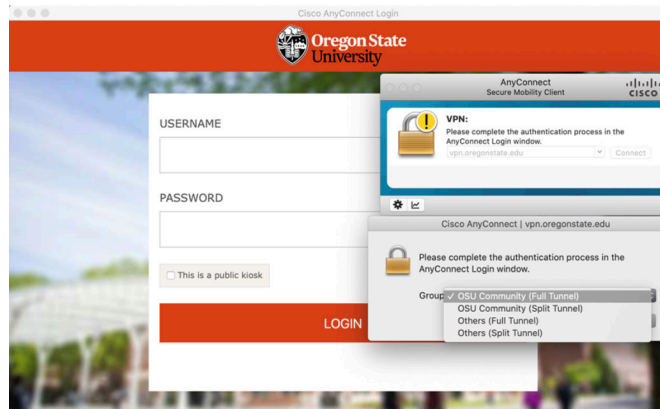 Cisco AnyConnect Login
Oregon State
University
USERNAME
PASSWORD
This is a public kiosk
LOGIN
AnyConnect
Secure Mobility Client
CISCO
VPN:
Please complete the authentication process in the
AnyConnect Login window.
vpn.oregonstate.edu
Connect
Cisco AnyConnect | vpn.oregonstate.edu
Please complete the authentication process in the
AnyConnect Login window.
Group
OSU Community (Full Tunnel)
OSU Community (Split Tunnel)
Others (Full Tunnel)
Others (Split Tunnel)